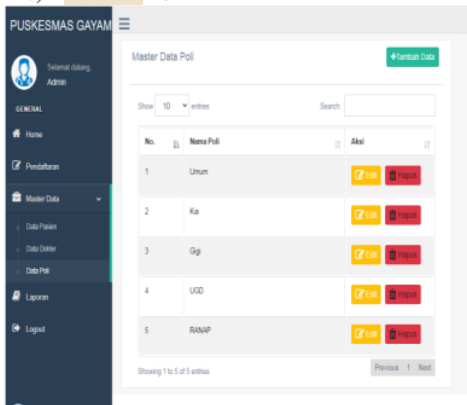 PUSKESMAS GAYAM
Selamat datang,
Admin
GENERAL
Home
Pendaftaran
Master Data
Data Pasien
Data Dokter
Data Poli
Laporan
Logout
Master Data Poli
+Tambah Data
Show 10 entries
Search:
No. Nama Poli Aksi
1 Umum Edit Hapus
2 Kia Edit Hapus
3 Gigi Edit Hapus
4 UGD Edit Hapus
5 RANAP Edit Hapus
Showing 1 to 5 of 5 entries
Previous 1 Next